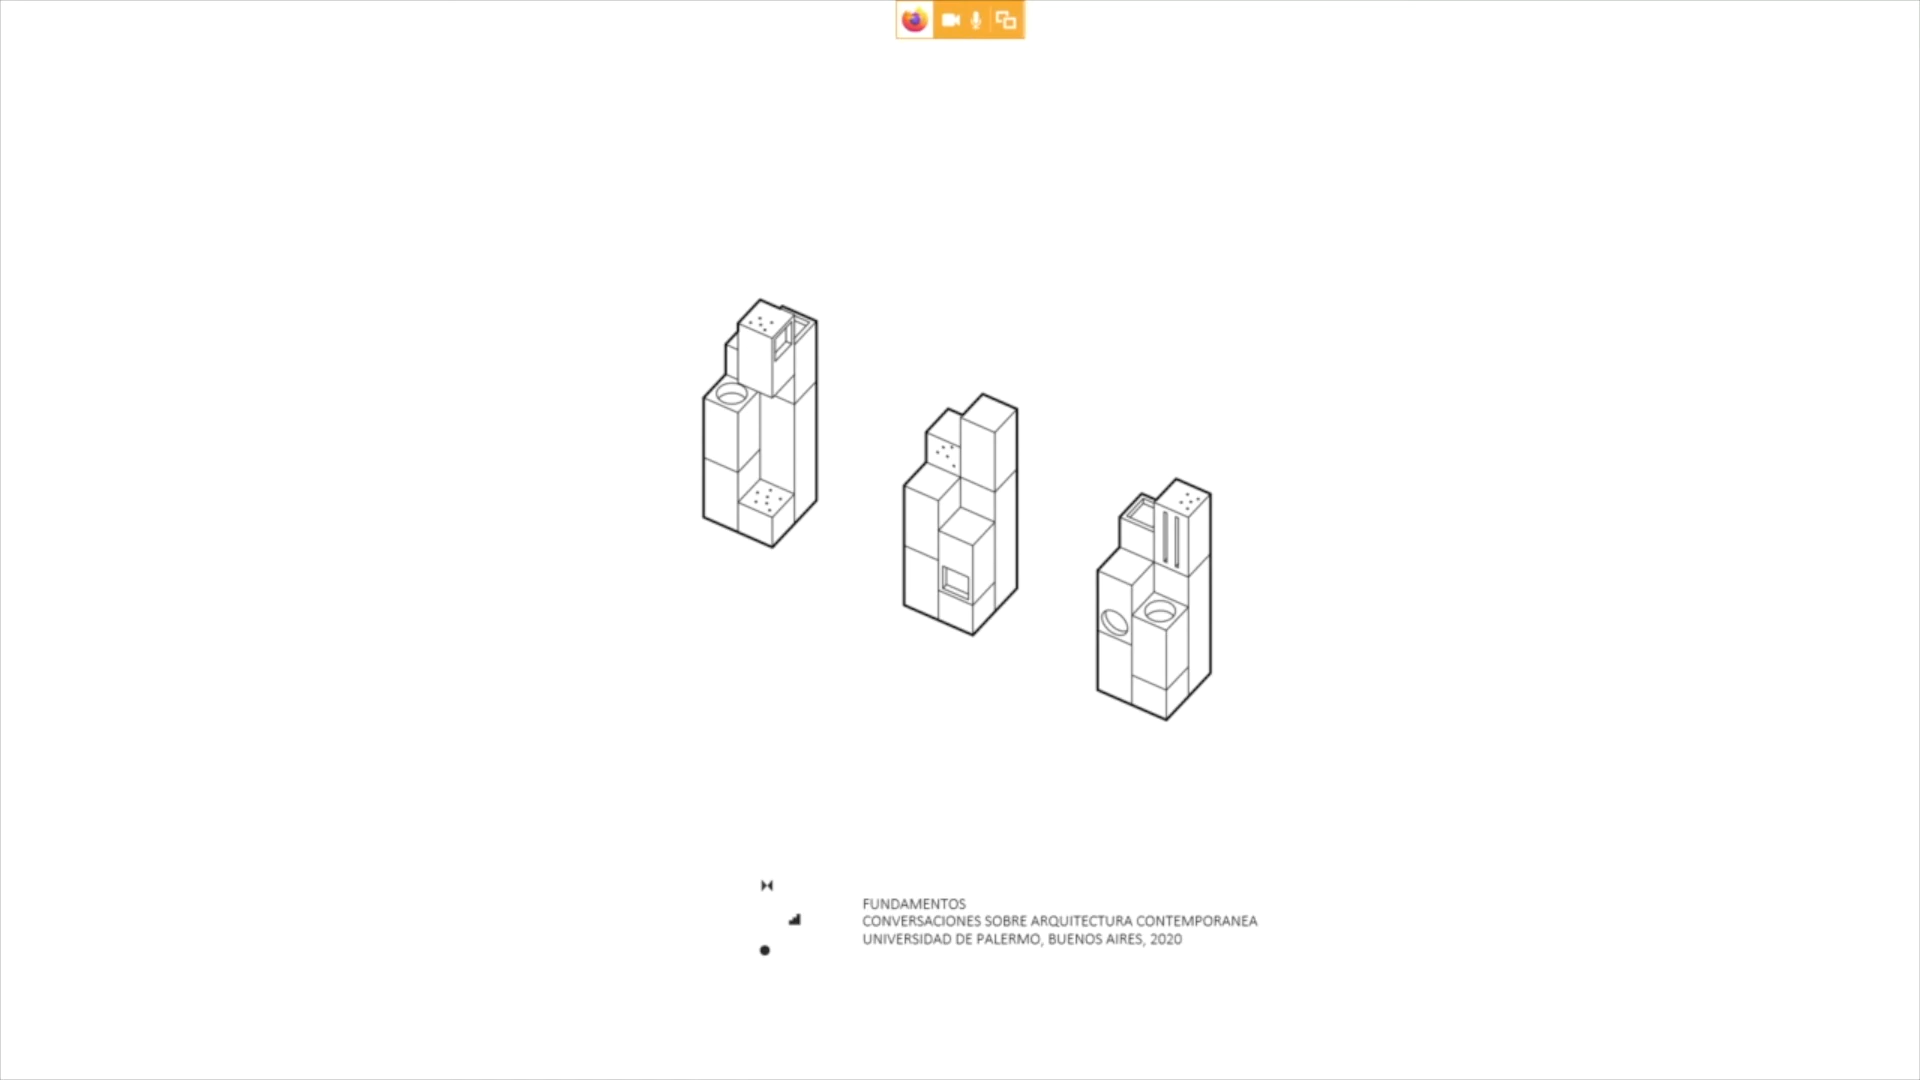 FUNDAMENTOS
CONVERSACIONES SOBRE ARQUITECTURA CONTEMPORANEA
UNIVERSIDAD DE PALERMO, BUENOS AIRES, 2020